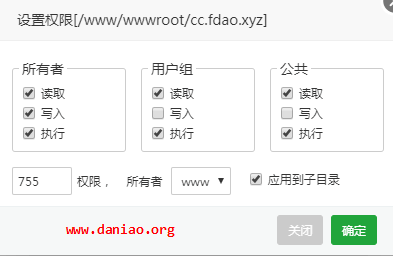 设置权限[/www/wwwroot/cc.fdao.xyz]
所有者 用户组 公共
读取 读取 读取
写入 写入 写入
执行 执行 执行
755 权限， 所有者 www 应用到子目录
www.daniao.org 关闭 确定